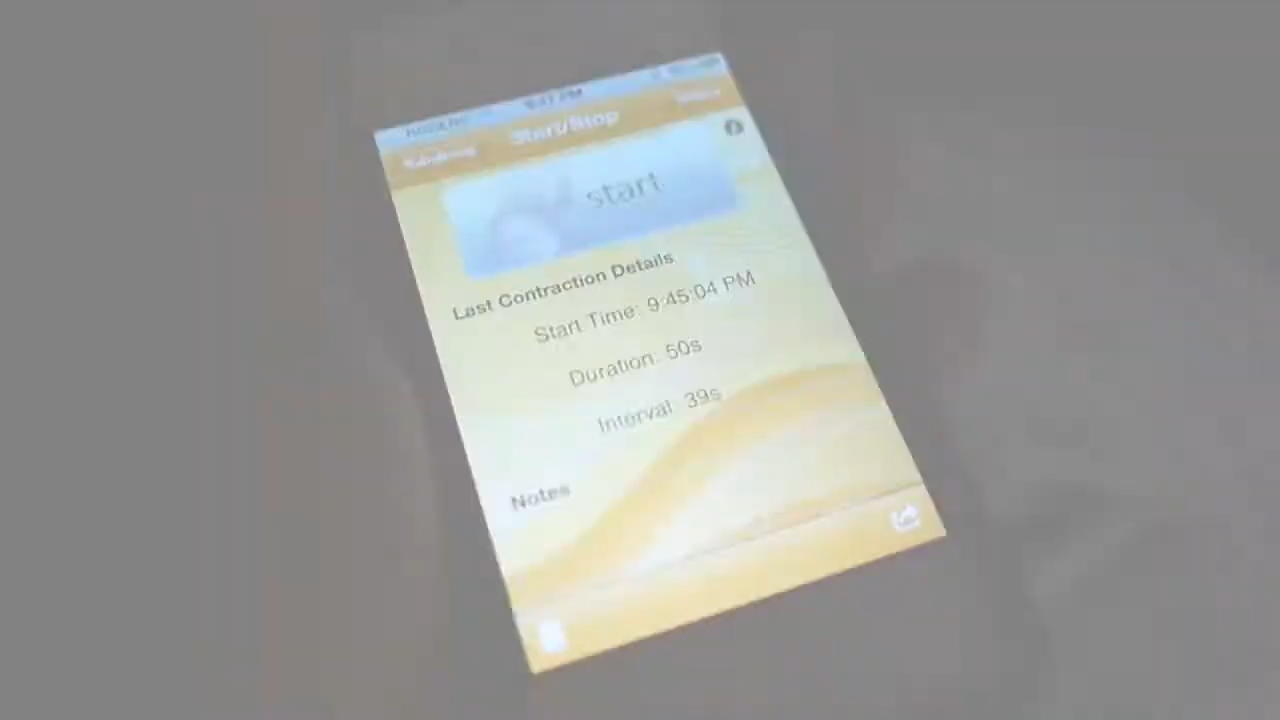 Start/Stop
start
Last Contraction Details
Start Time: 9:45:04 PM
Duration: 50s
Interval: 39s
Notes